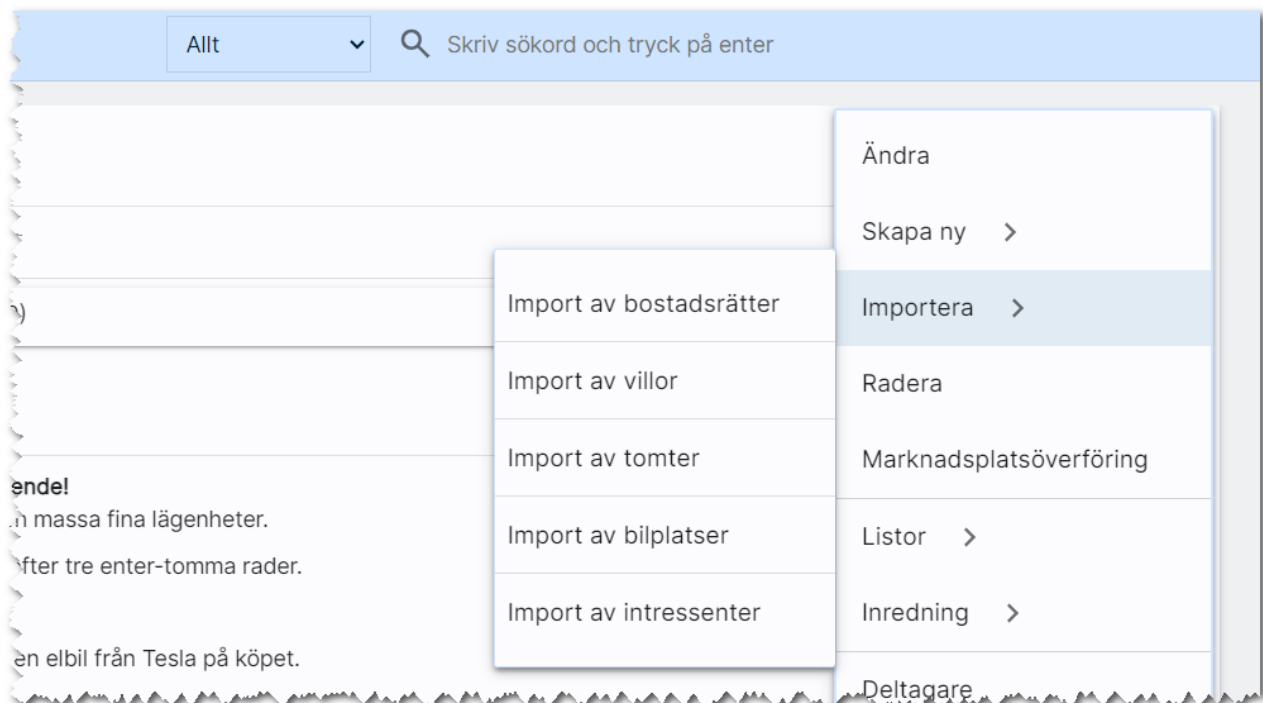 Allt
Skriv sökord och tryck på enter
Ändra
Skapa ny
Importera
Radera
Marknadsplatsöverföring
Listor
Inredning
Deltagare
Import av bostadsrätter
Import av villor
Import av tomter
Import av bilplatser
Import av intressenter
massa fina lägenheter.
tre enter-tomma rader.
en elbil från Tesla på köpet.